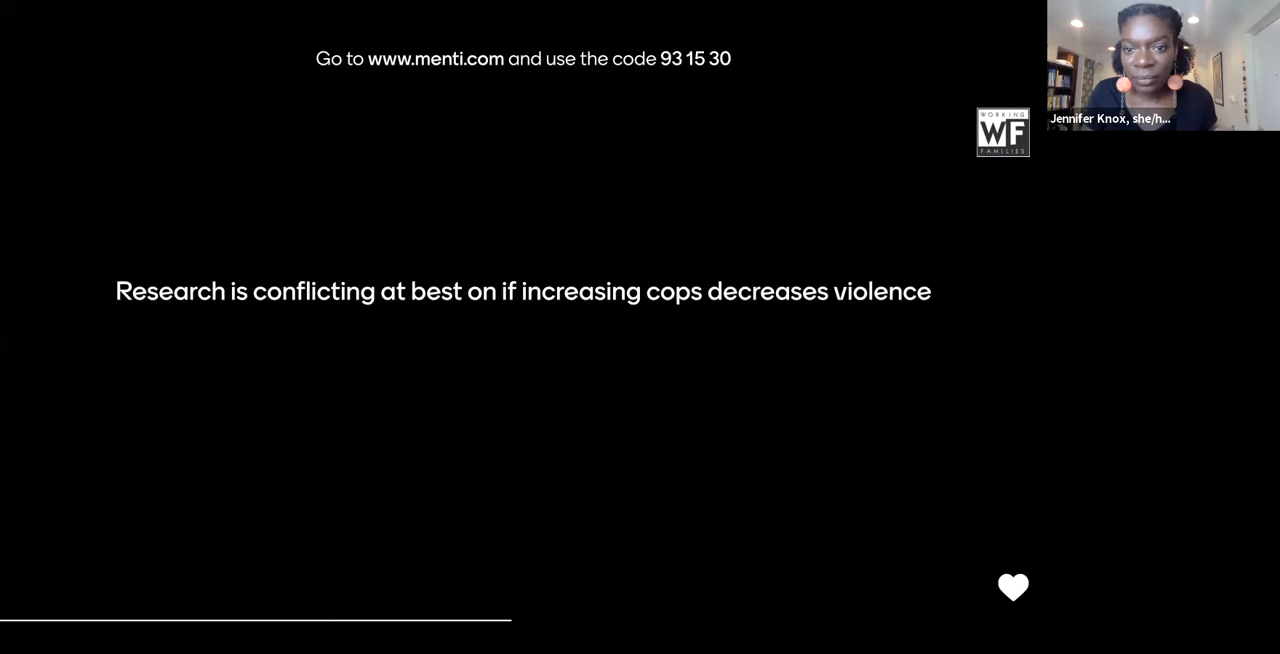 Go to www.menti.com and use the code 93 15 30
WORKING
WF
FAMILIES
Jennifer Knox, she/h...
Research is conflicting at best on if increasing cops decreases violence